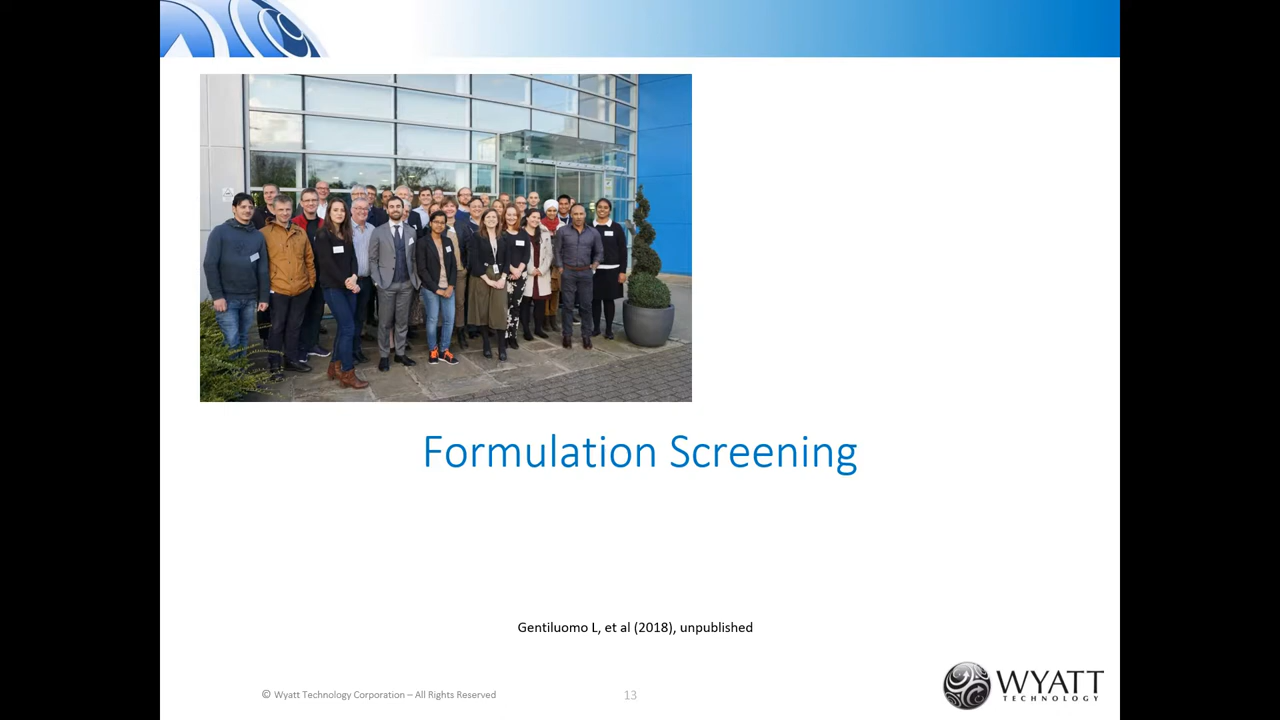 Formulation Screening
Gentiluomo L, et al (2018), unpublished
© Wyatt Technology Corporation – All Rights Reserved
13
WYATT
TECHNOLOGY